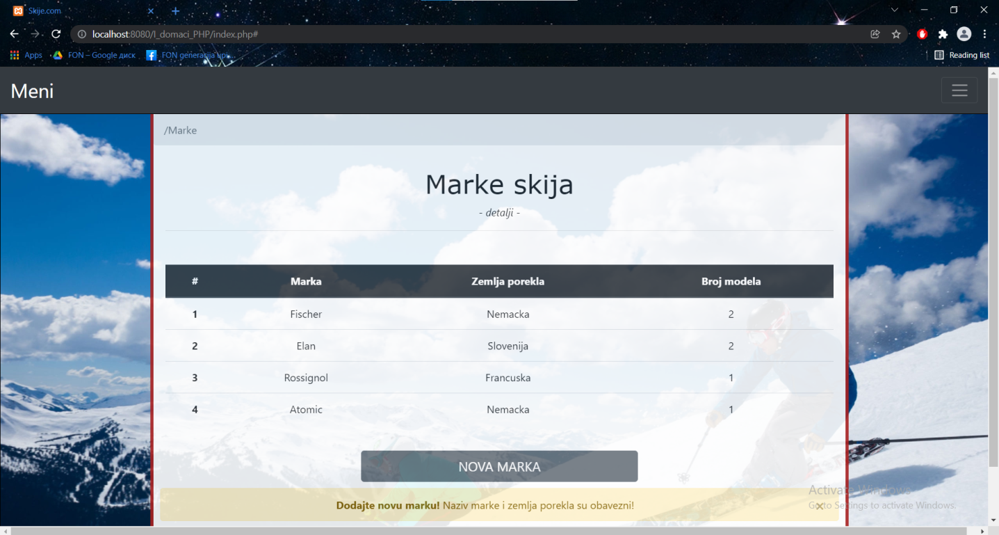 Skije.com
localhost:8080/I_domaci_PHP/index.php#
Apps FON – Google диск FON generacija upi... Reading list
Meni
/Marke
Marke skija
- detalji -
# Marka Zemlja porekla Broj modela
1 Fischer Nemacka 2
2 Elan Slovenija 2
3 Rossignol Francuska 1
4 Atomic Nemacka 1
NOVA MARKA
Dodajte novu marku! Naziv marke i zemlja porekla su obavezni!
Activate Windows
Go to Settings to activate Windows.